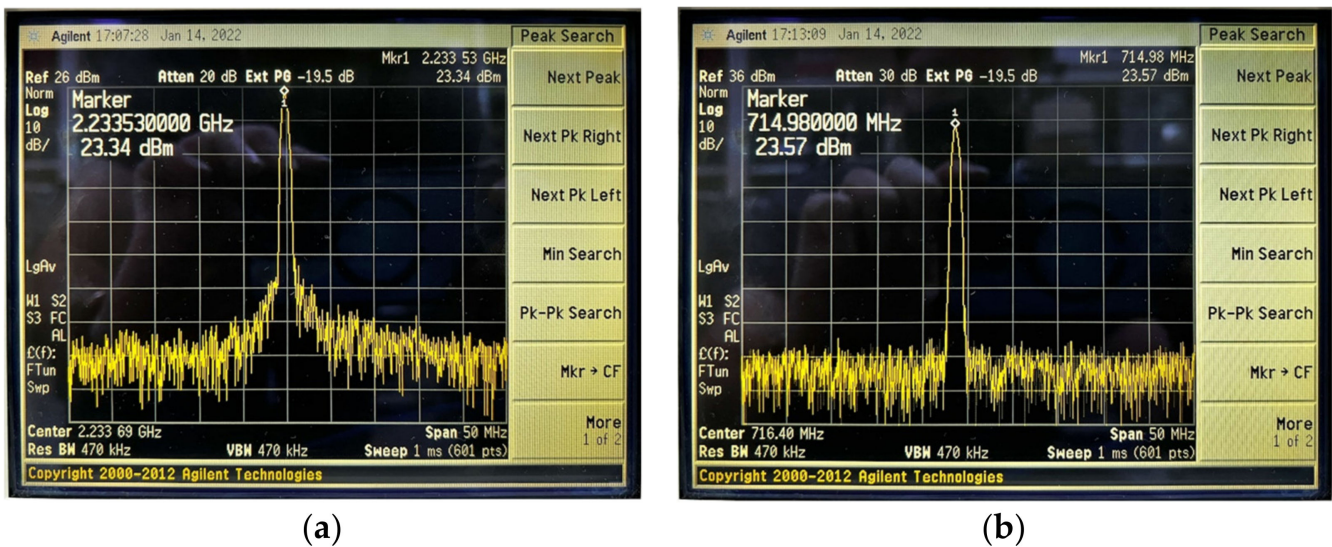 Agilent 17:07:28 Jan 14, 2022
Peak Search
Mkr1 2.233 53 GHz
Ref 26 dBm Atten 20 dB Ext PG -19.5 dB 23.34 dBm
Norm
Log
10
dB/
Marker
2.233530000 GHz
23.34 dBm
1
LgAv
W1 S2
S3 FC
AL
£(f):
FTun
Swp
Center 2.233 69 GHz Span 50 MHz
Res BW 470 kHz VBW 470 kHz Sweep 1 ms (601 pts)
Copyright 2000-2012 Agilent Technologies
Next Peak
Next Pk Right
Next Pk Left
Min Search
Pk-Pk Search
Mkr → CF
More
1 of 2
(a)
Agilent 17:13:09 Jan 14, 2022
Peak Search
Mkr1 714.98 MHz
Ref 36 dBm Atten 30 dB Ext PG -19.5 dB 23.57 dBm
Norm
Log
10
dB/
Marker
714.980000 MHz
23.57 dBm
1
LgAv
W1 S2
S3 FC
AL
£(f):
FTun
Swp
Center 716.40 MHz Span 50 MHz
Res BW 470 kHz VBW 470 kHz Sweep 1 ms (601 pts)
Copyright 2000-2012 Agilent Technologies
Next Peak
Next Pk Right
Next Pk Left
Min Search
Pk-Pk Search
Mkr → CF
More
1 of 2
(b)